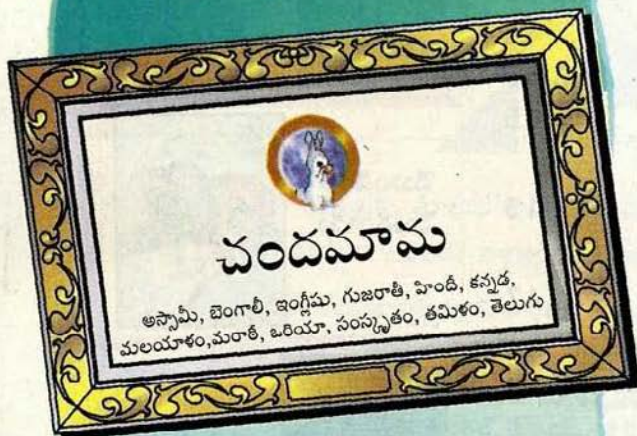 చందమామ
అస్సామీ, బెంగాలీ, ఇంగ్లీషు, గుజరాతీ, హిందీ, కన్నడ,
మలయాళం,మరాఠీ, ఒరియా, సంస్కృతం, తమిళం, తెలుగు